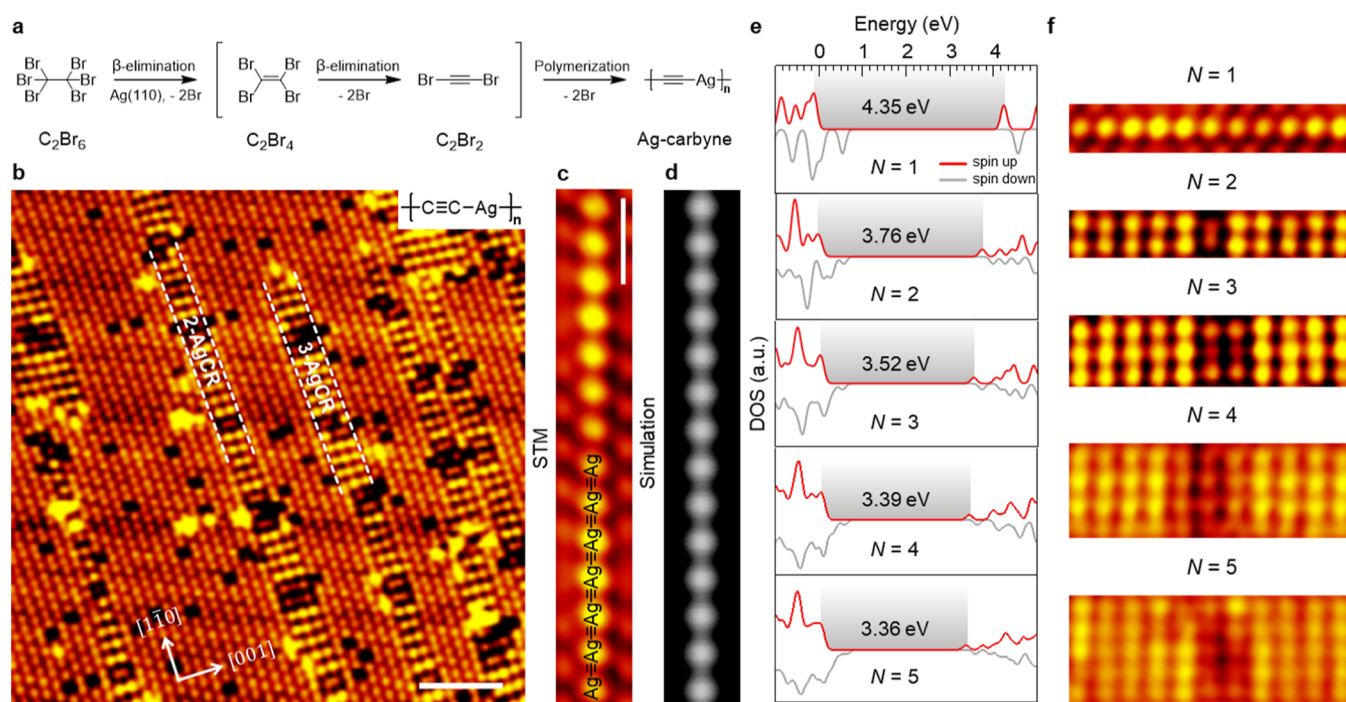 a
Br Br Br Br Br Br
C₂Br₆
β-elimination
Ag(110), - 2Br
Br Br Br Br
C₂Br₄
β-elimination
- 2Br
Br Br
C₂Br₂
Polymerization
- 2Br
Ag n
Ag-carbyne
b
C≡C–Ag n
2-AgCR
3-AgCR
[11̅0]
[001]
c
STM
Ag≡Ag≡Ag≡Ag≡Ag≡Ag≡Ag
d
Simulation
e
Energy (eV)
0 1 2 3 4
DOS (a.u.)
4.35 eV
N = 1
spin up
spin down
3.76 eV
N = 2
3.52 eV
N = 3
3.39 eV
N = 4
3.36 eV
N = 5
f
N = 1
N = 2
N = 3
N = 4
N = 5